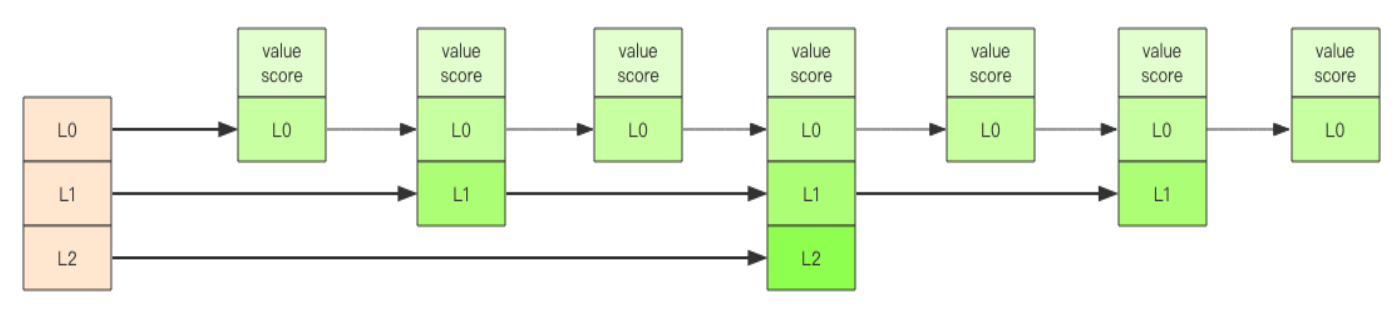 value value value value value value value
score score score score score score score
L0 L0 L0 L0 L0 L0 L0 L0
L1 L1 L1 L1
L2 L2